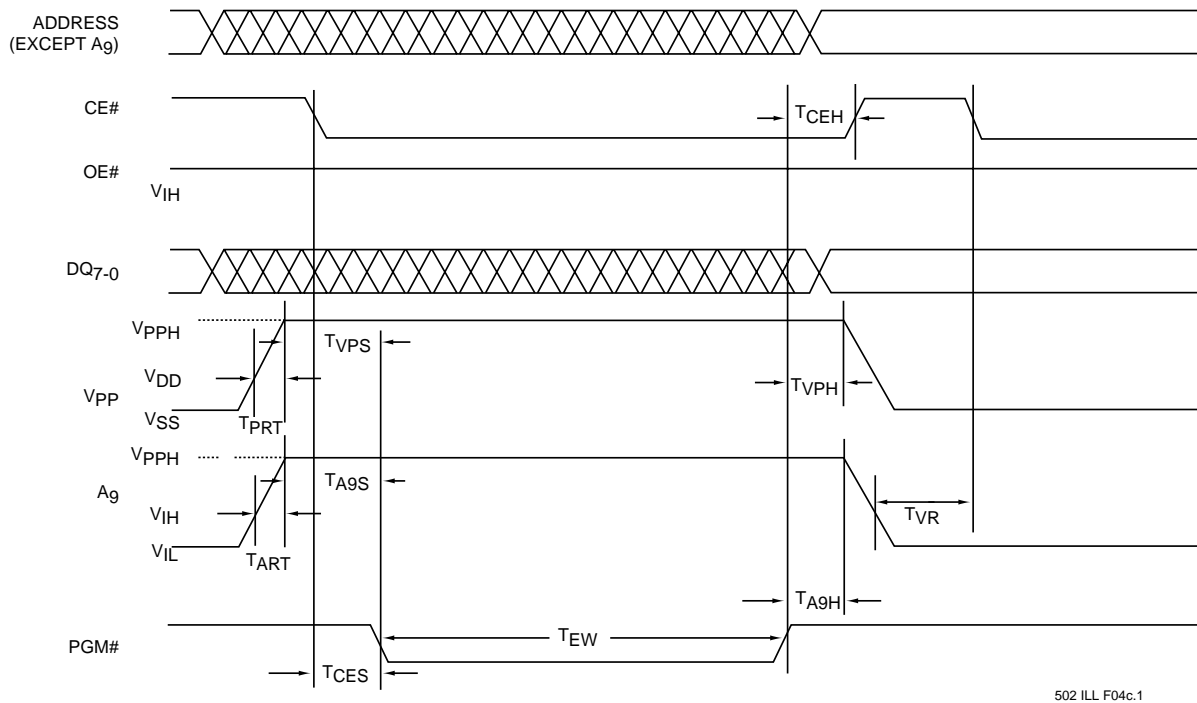 ADDRESS
(EXCEPT A9)
CE#
TCEH
OE#
VIH
DQ7-0
VPPH
TVPS
VDD
TVPH
VPP
VSS
TPRT
VPPH
A9
TA9S
VIH
TVR
VIL
TART
TA9H
PGM#
TEW
TCES
502 ILL F04c.1